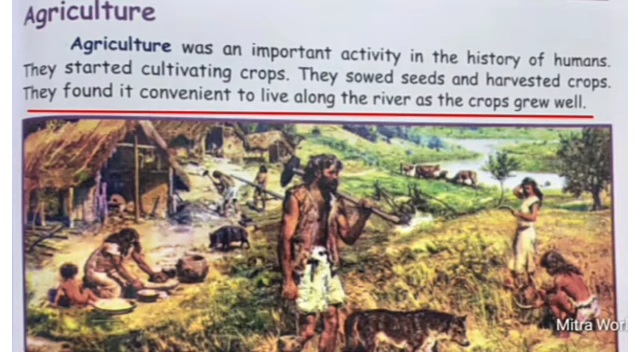 Agriculture
Agriculture was an important activity in the history of humans.
They started cultivating crops. They sowed seeds and harvested crops.
They found it convenient to live along the river as the crops grew well.
Mitra Wor